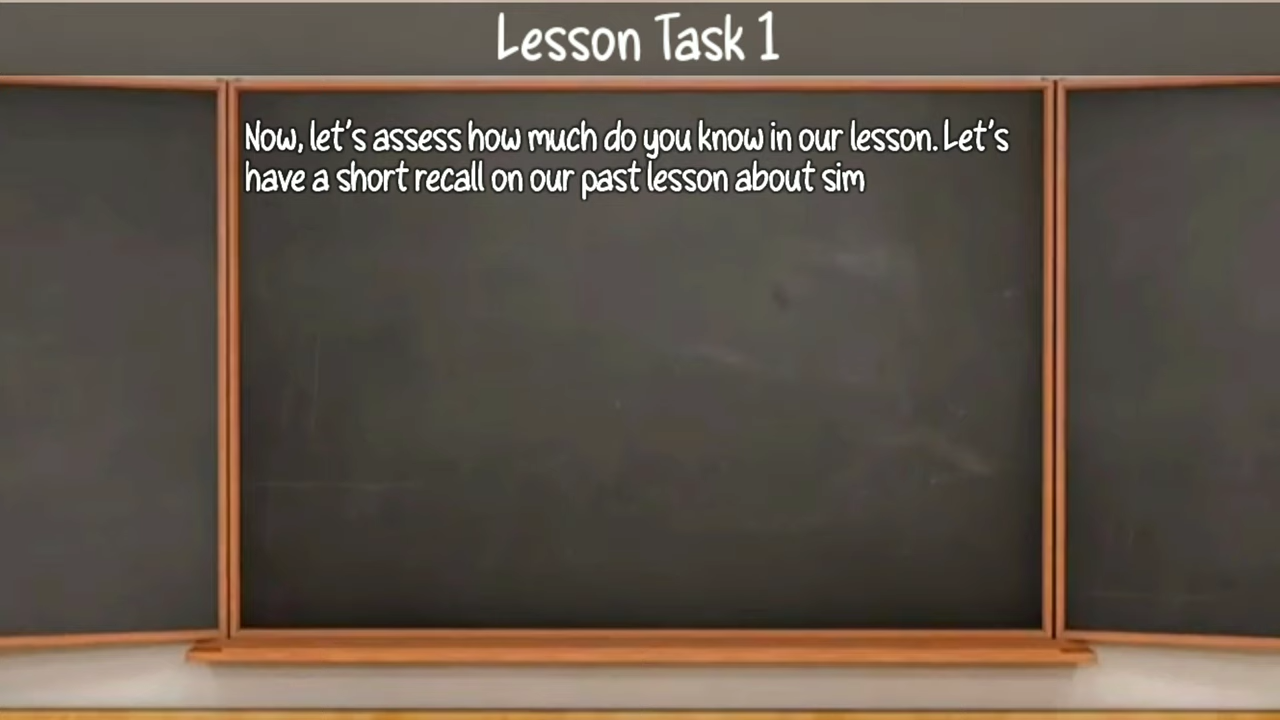 Lesson Task 1
Now, let's assess how much do you know in our lesson. Let's
have a short recall on our past lesson about sim